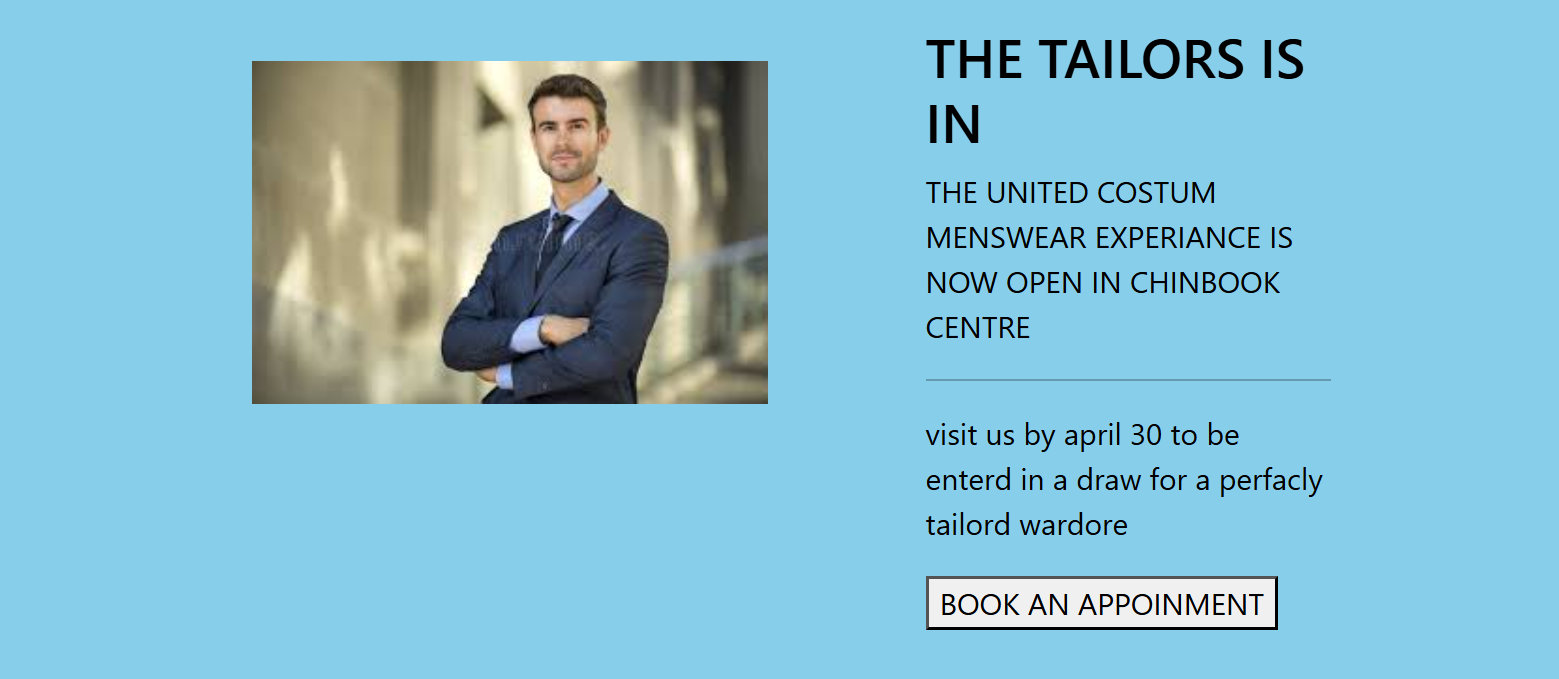 THE TAILORS IS
IN
THE UNITED COSTUM
MENSWEAR EXPERIANCE IS
NOW OPEN IN CHINBOOK
CENTRE
visit us by april 30 to be
enterd in a draw for a perfacly
tailord wardore
BOOK AN APPOINMENT